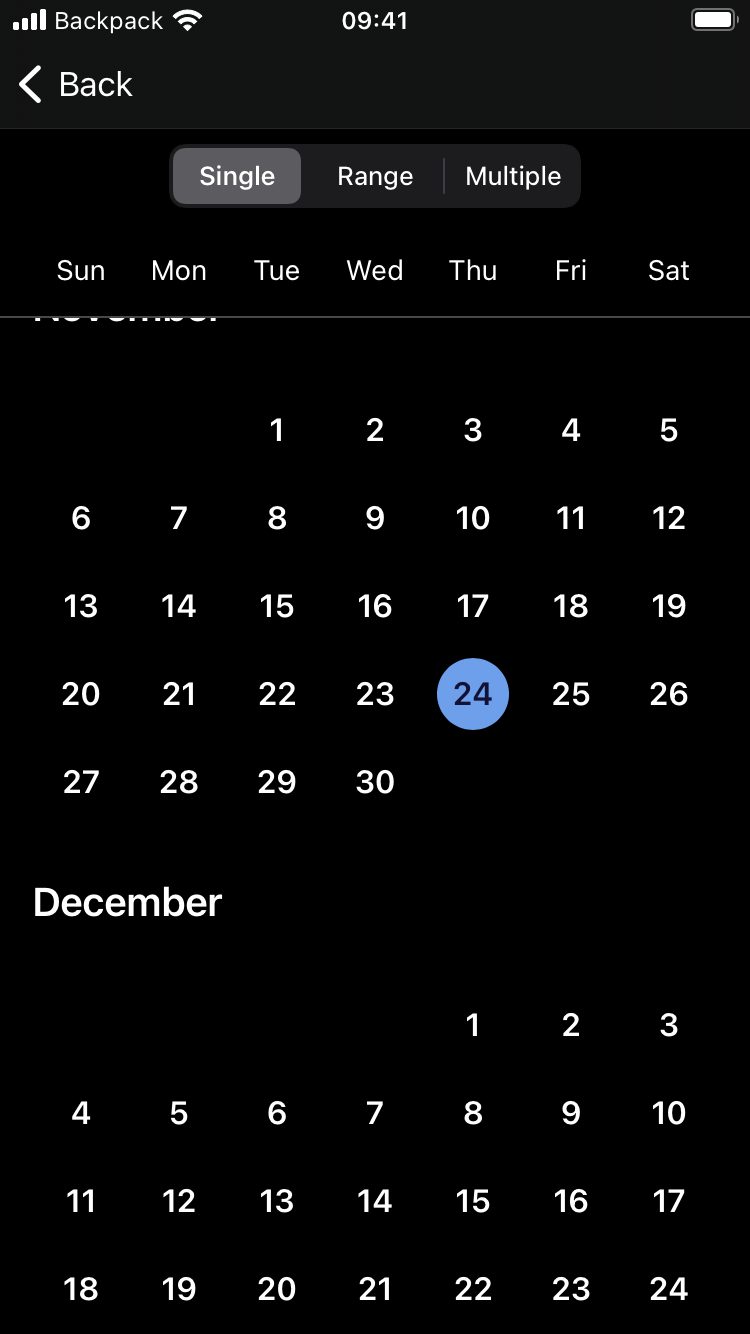 Backpack 09:41
Back
Single Range Multiple
Sun Mon Tue Wed Thu Fri Sat
November
1 2 3 4 5
6 7 8 9 10 11 12
13 14 15 16 17 18 19
20 21 22 23 24 25 26
27 28 29 30
December
1 2 3
4 5 6 7 8 9 10
11 12 13 14 15 16 17
18 19 20 21 22 23 24